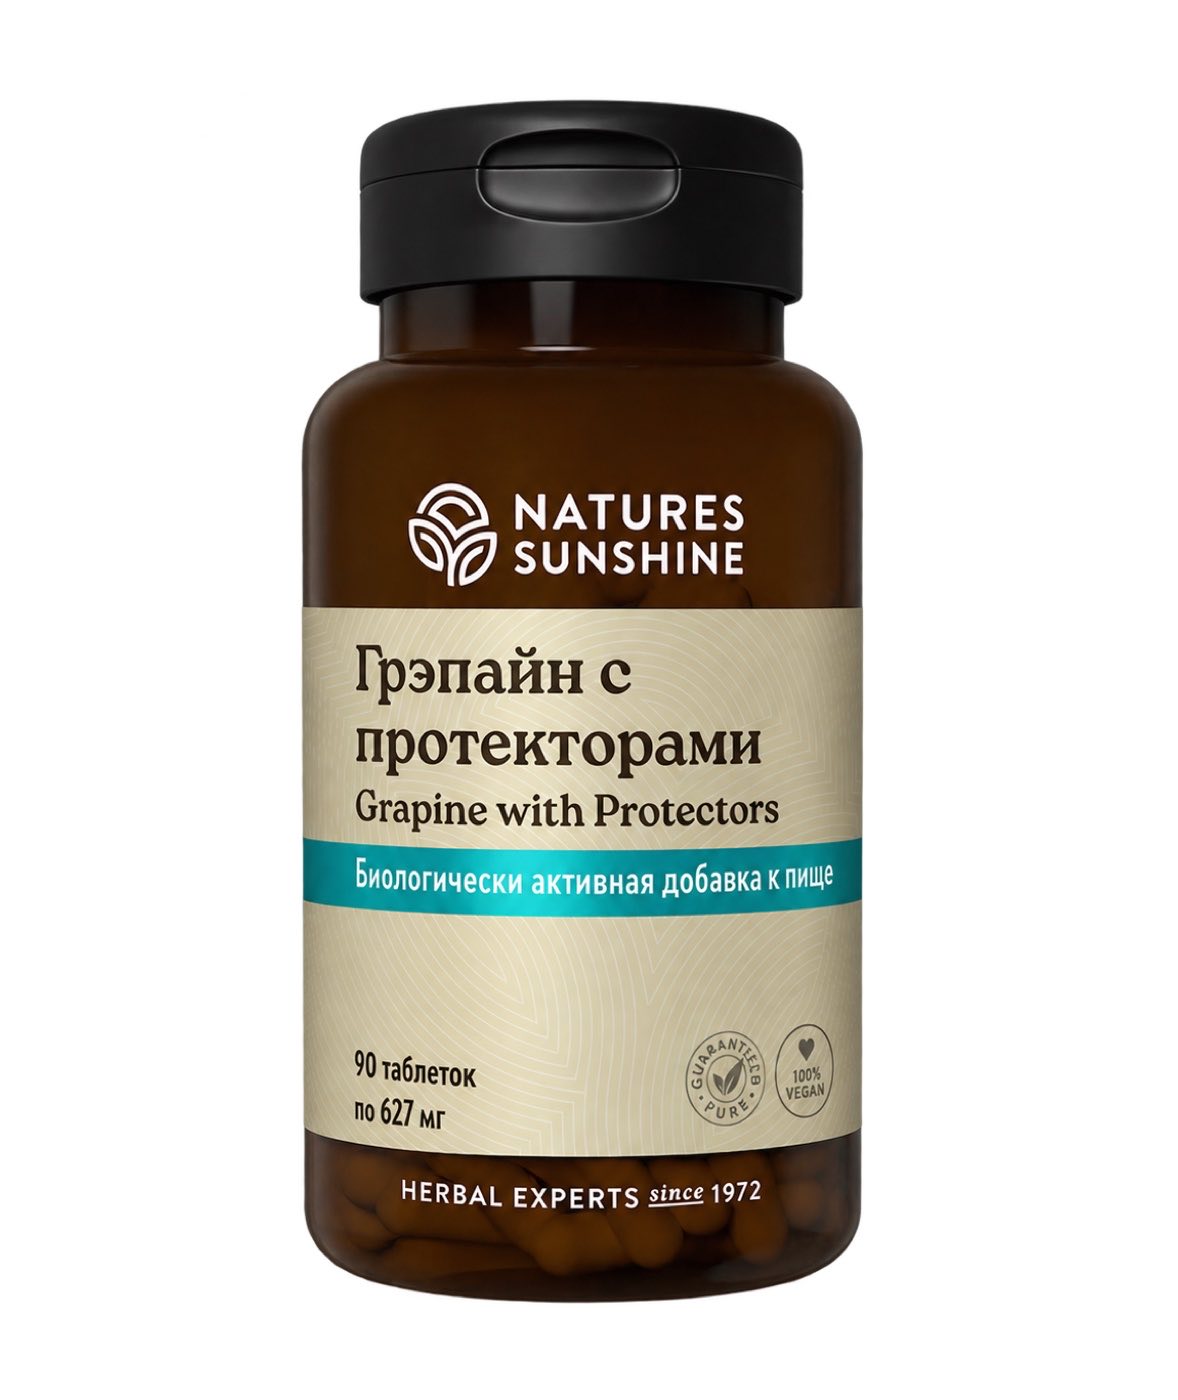 NATURES
SUNSHINE
Грэпайн с
протекторами
Grapine with Protectors
Биологически активная добавка к пище
90 таблеток
по 627 мг
PURE
100%
VEGAN
HERBAL EXPERTS since 1972